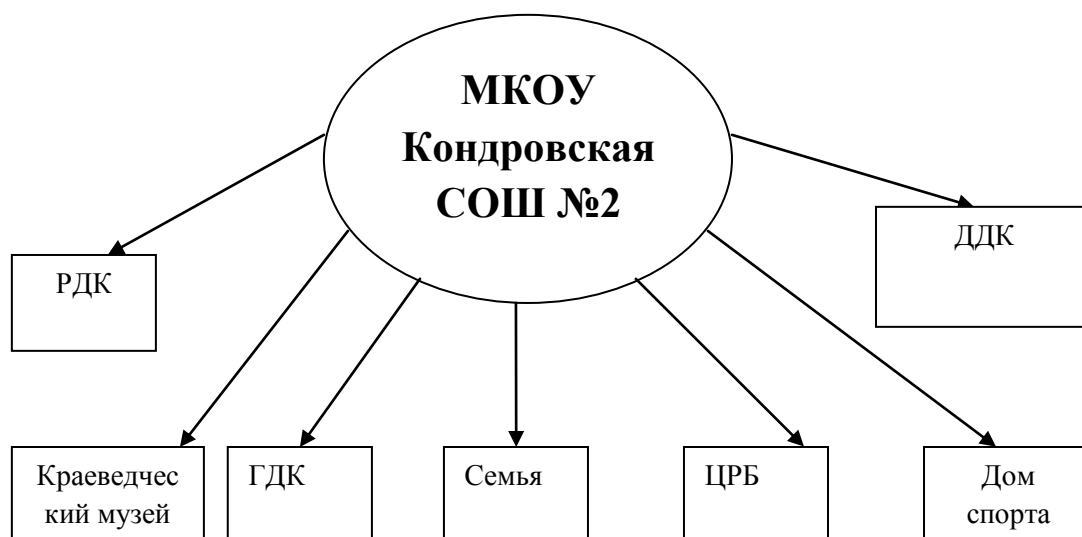 МКОУ
Кондровская
СОШ №2
ДДК
РДК
Краеведчес
кий музей
ГДК
Семья
ЦРБ
Дом
спорта